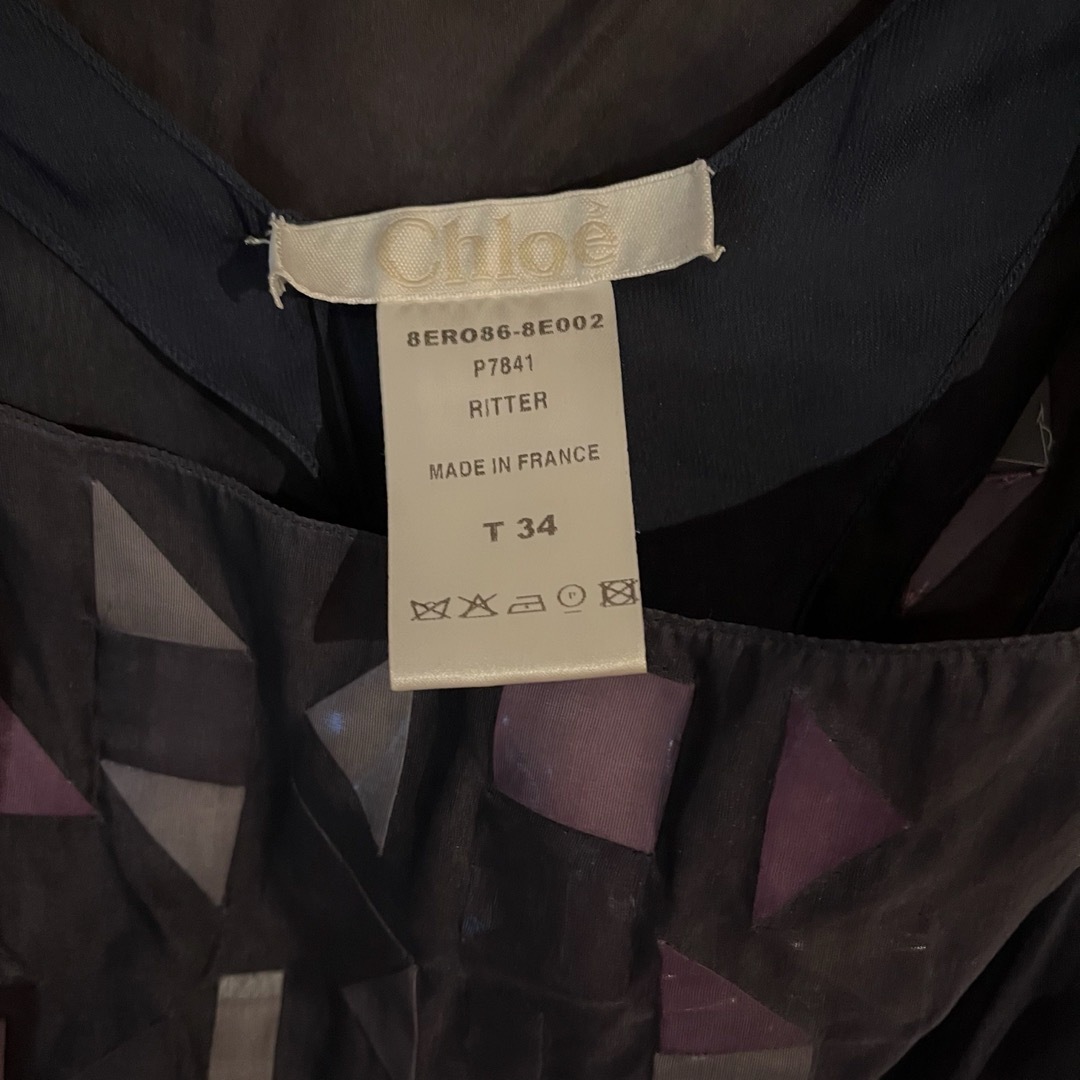 Chloé
8ERO86-8E002
P7841
RITTER
MADE IN FRANCE
T 34
P